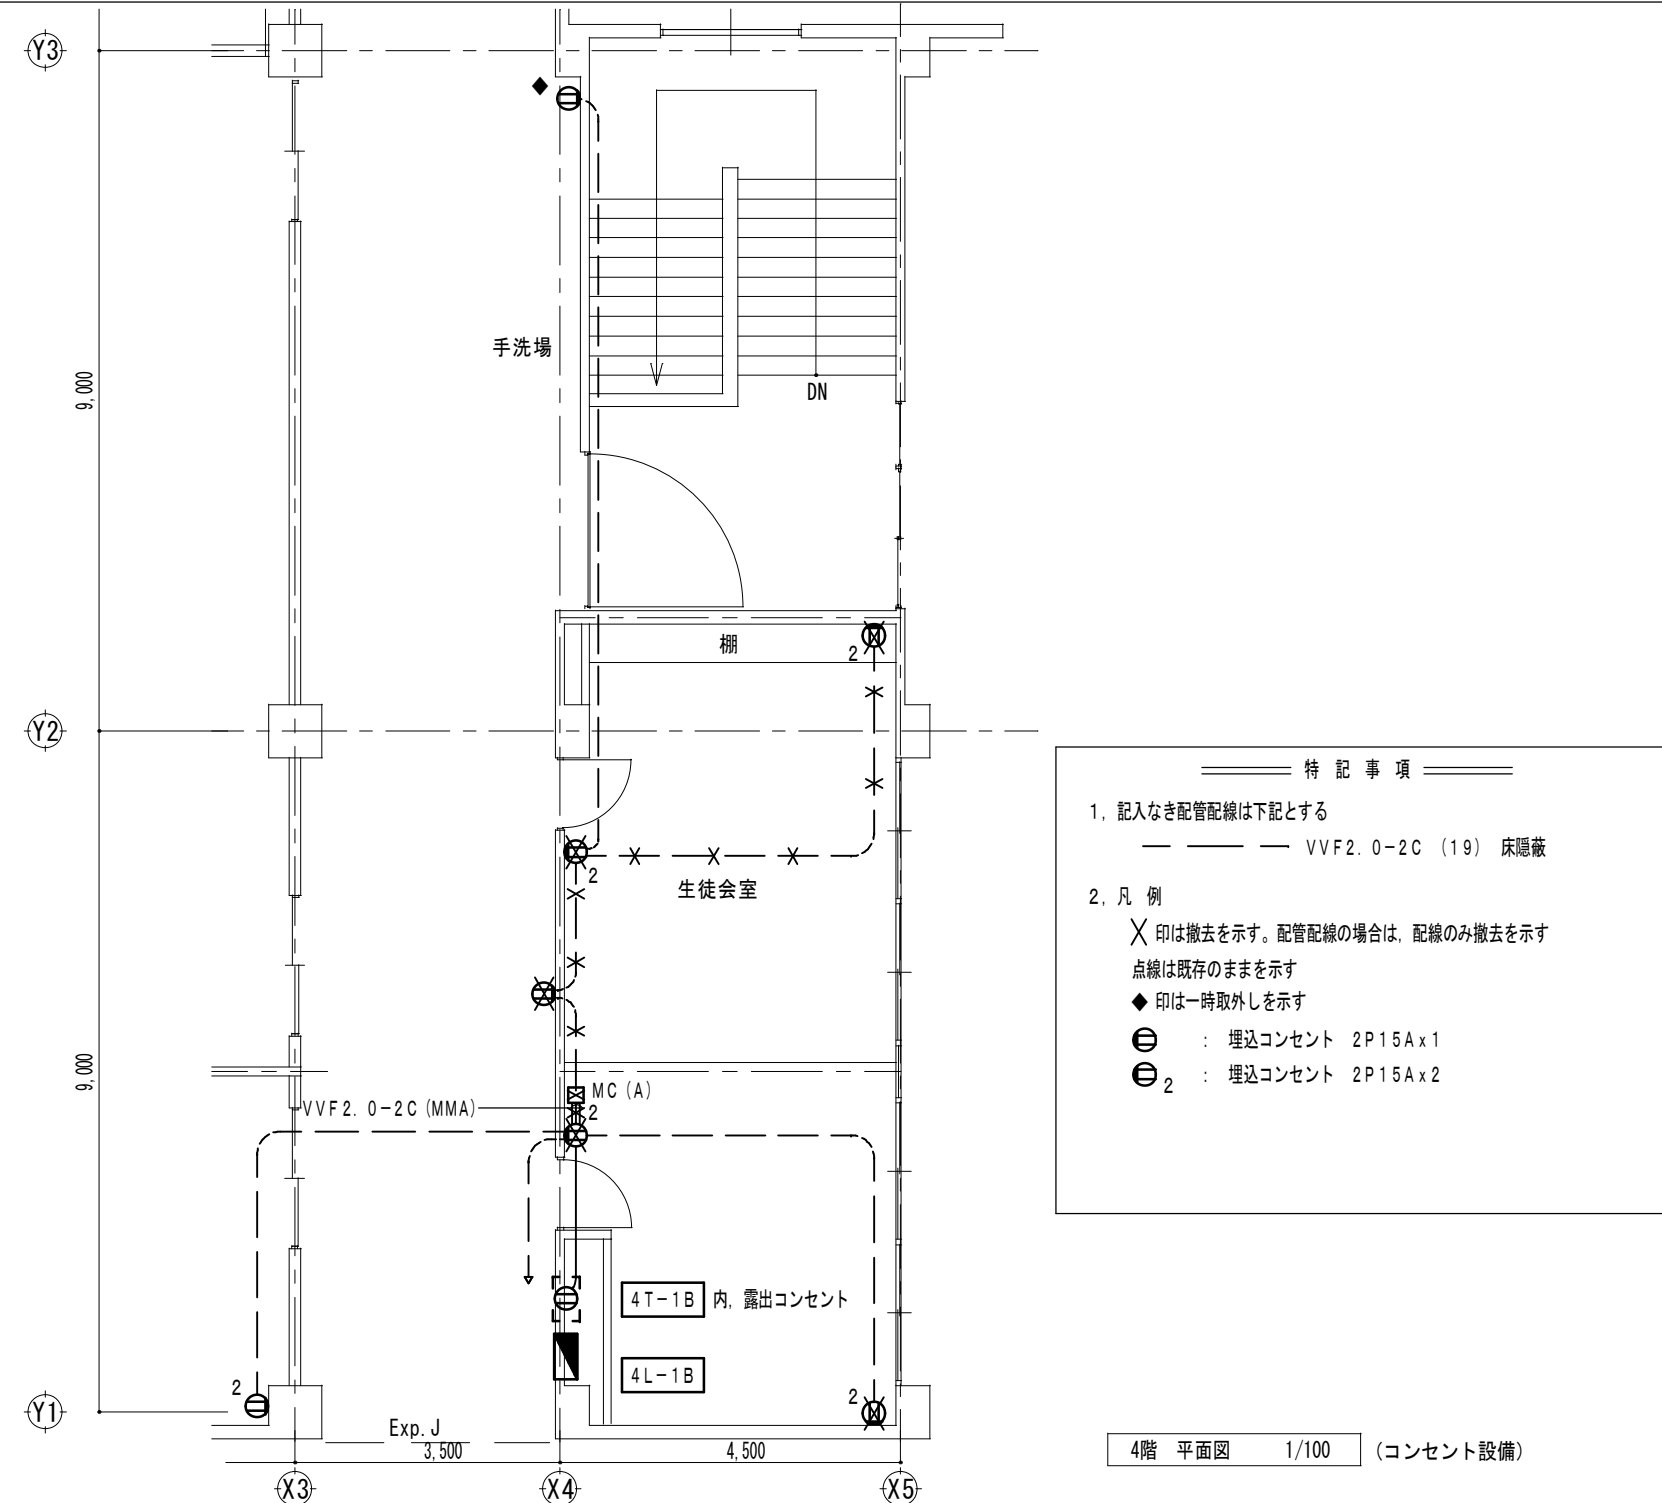 Y3
9,000
手洗場
DN
棚
2
Y2
2
生徒会室
9,000
MC(A)
VVF2.0-2C(MMA)
2
4T-1B 内, 露出コンセント
4L-1B
2
2
Y1
Exp.J
3,500
4,500
X3
X4
X5
特 記 事 項
1, 記入なき配管配線は下記とする
VVF2.0-2C (19) 床隠蔽
2, 凡 例
印は撤去を示す。配管配線の場合は, 配線のみ撤去を示す
点線は既存のままを示す
◆ 印は一時取外しを示す
: 埋込コンセント 2P15Ax1
2 : 埋込コンセント 2P15Ax2
4階 平面図 1/100 (コンセント設備)